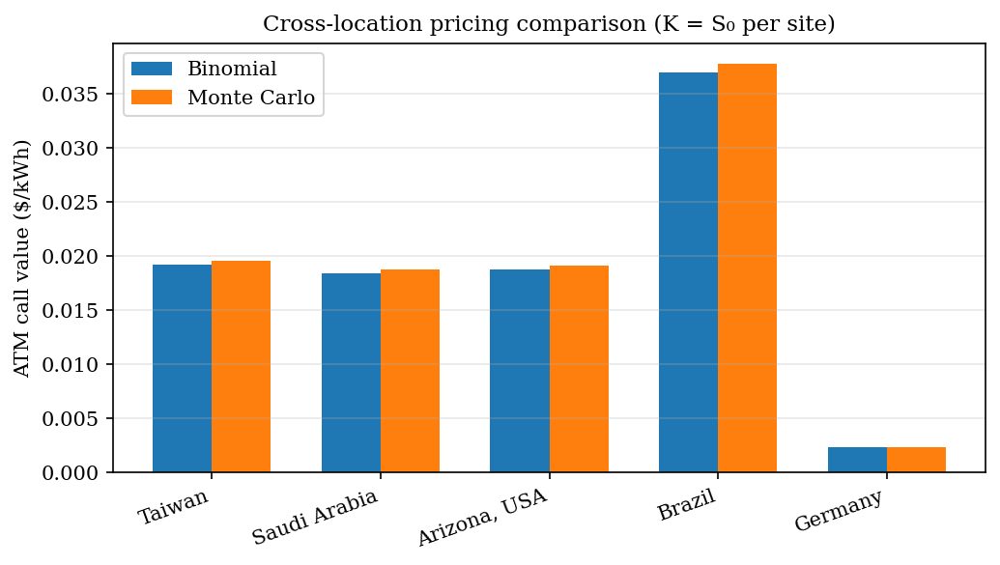 Cross-location pricing comparison (K = S₀ per site)
Binomial
Monte Carlo
ATM call value ($/kWh)
0.035
0.030
0.025
0.020
0.015
0.010
0.005
0.000
Taiwan
Saudi Arabia
Arizona, USA
Brazil
Germany